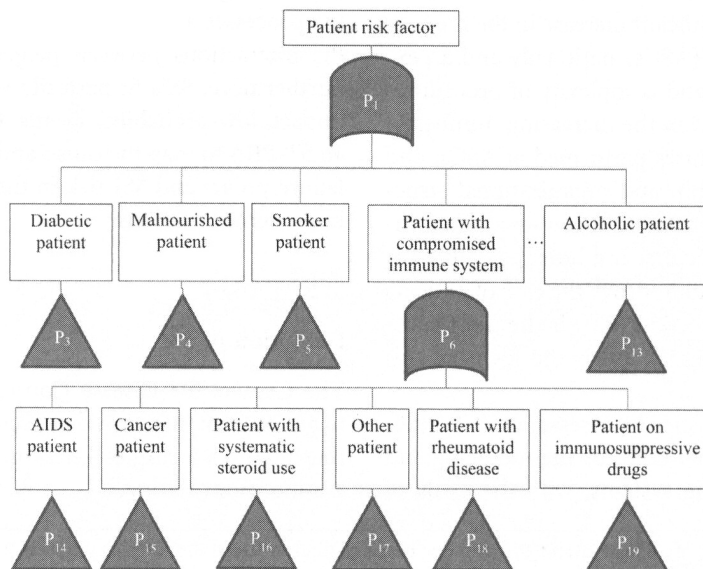 Patient risk factor
P1
Diabetic
patient
Malnourished
patient
Smoker
patient
Patient with
compromised
immune system
...
Alcoholic patient
P3
P4
P5
P6
P13
AIDS
patient
Cancer
patient
Patient with
systematic
steroid use
Other
patient
Patient with
rheumatoid
disease
Patient on
immunosuppressive
drugs
P14
P15
P16
P17
P18
P19